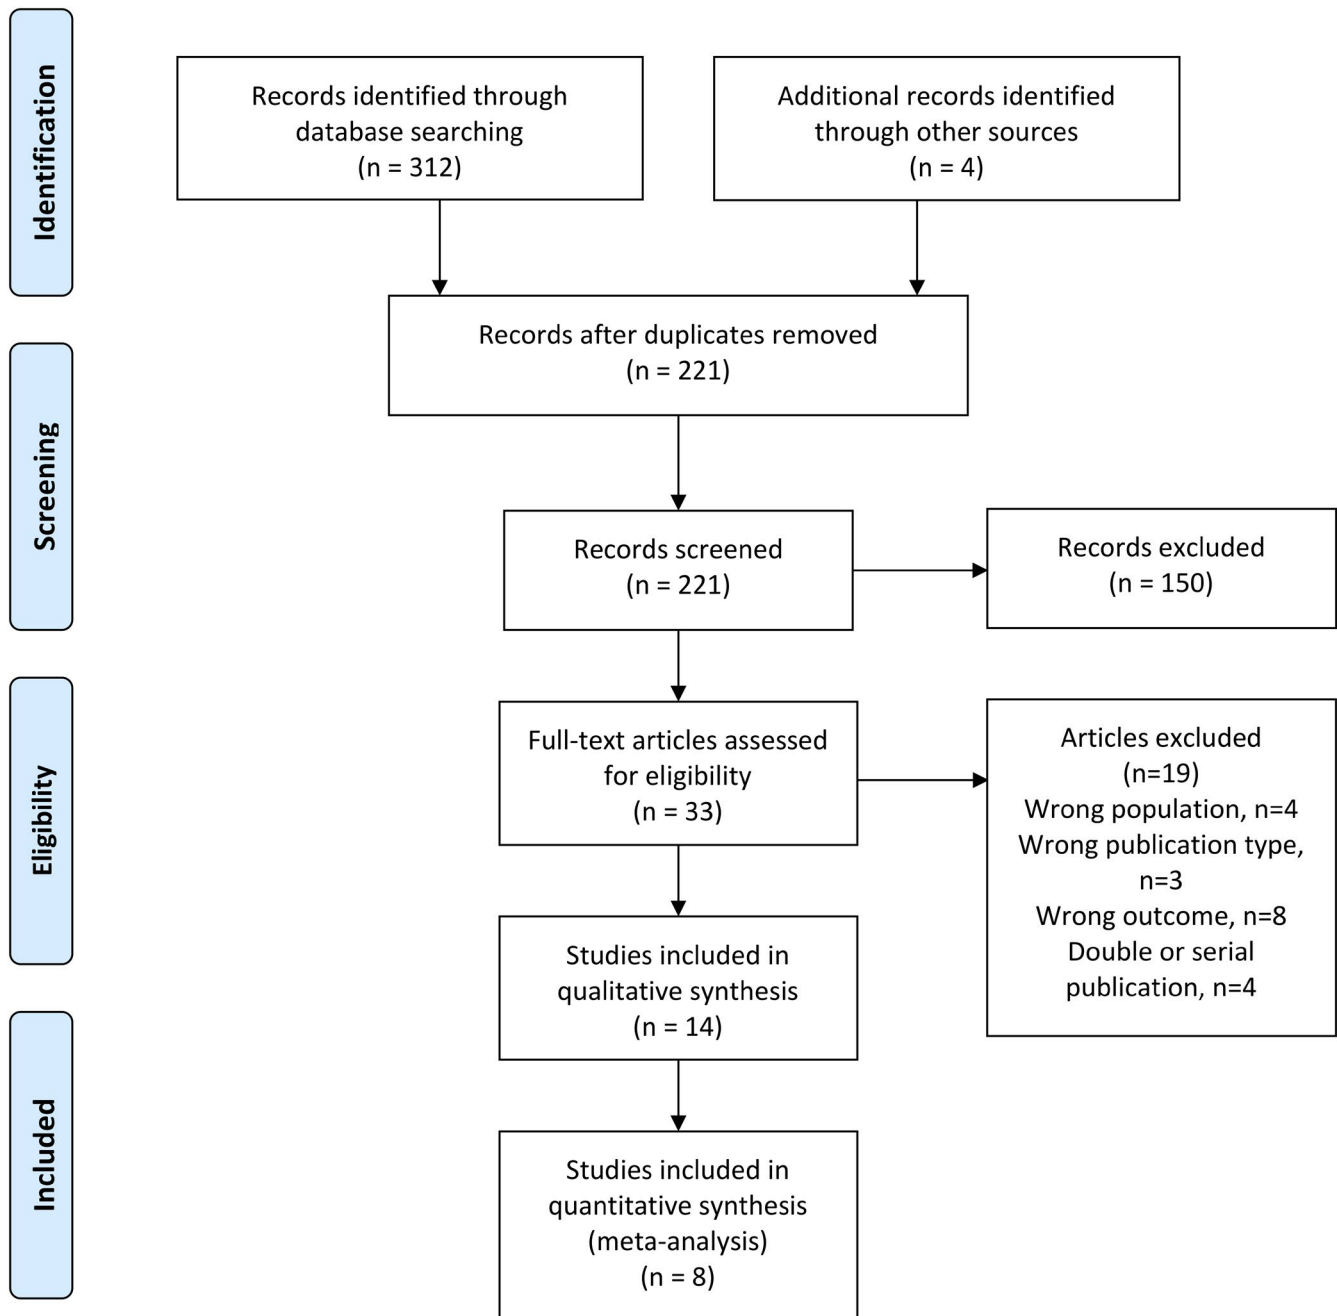 Identification
Records identified through
database searching
(n = 312)
Additional records identified
through other sources
(n = 4)
Records after duplicates removed
(n = 221)
Screening
Records screened
(n = 221)
Records excluded
(n = 150)
Eligibility
Full-text articles assessed
for eligibility
(n = 33)
Articles excluded
(n=19)
Wrong population, n=4
Wrong publication type,
n=3
Wrong outcome, n=8
Double or serial
publication, n=4
Studies included in
qualitative synthesis
(n = 14)
Included
Studies included in
quantitative synthesis
(meta-analysis)
(n = 8)